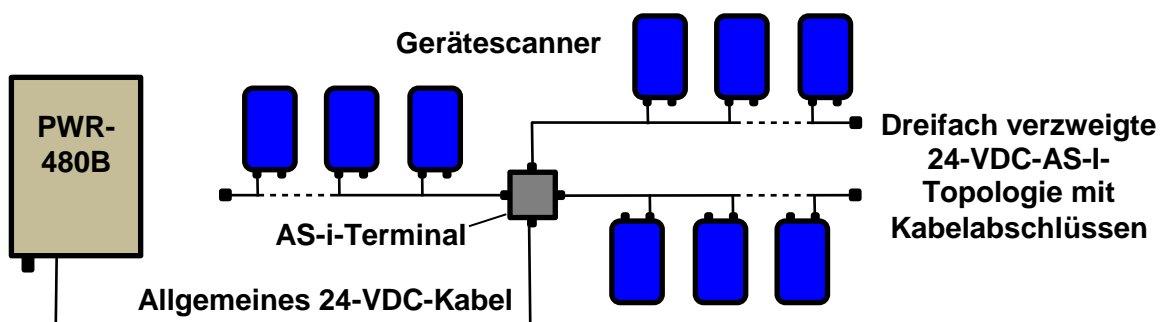 Gerätescanner
PWR-
480B
Dreifach verzweigte
24-VDC-AS-I-
Topologie mit
Kabelabschlüssen
AS-i-Terminal
Allgemeines 24-VDC-Kabel